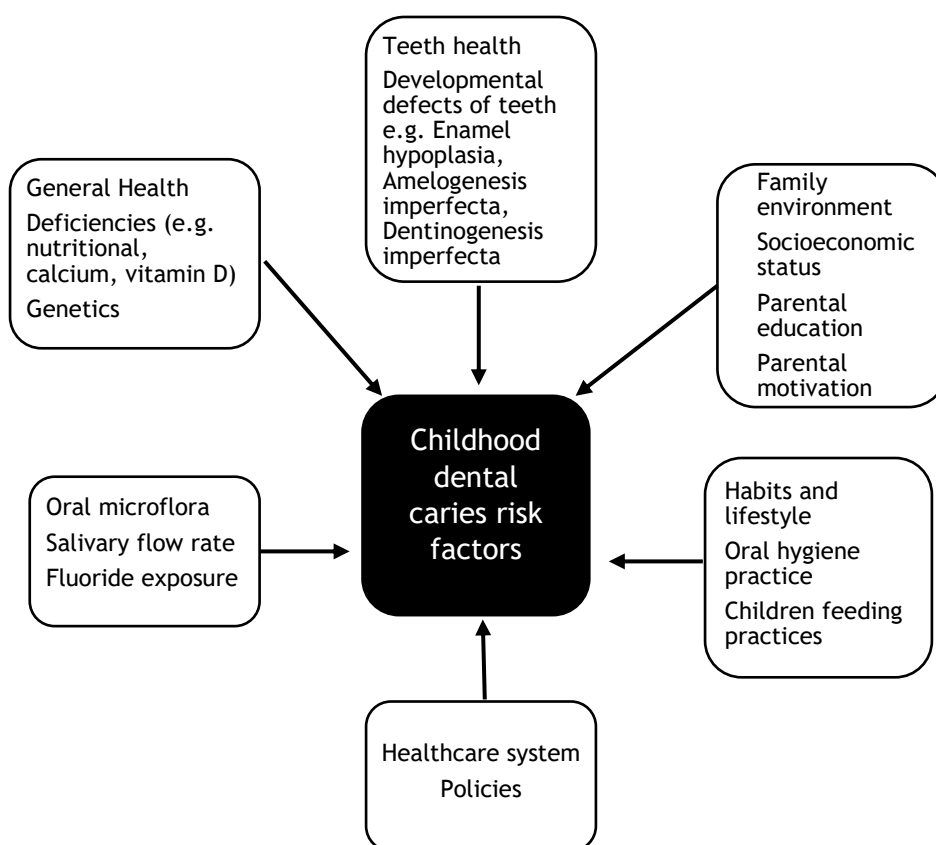 Teeth health
Developmental
defects of teeth
e.g. Enamel
hypoplasia,
Amelogenesis
imperfecta,
Dentinogenesis
imperfecta
General Health
Deficiencies (e.g.
nutritional,
calcium, vitamin D)
Genetics
Family
environment
Socioeconomic
status
Parental
education
Parental
motivation
Childhood
dental
caries risk
factors
Oral microflora
Salivary flow rate
Fluoride exposure
Habits and
lifestyle
Oral hygiene
practice
Children feeding
practices
Healthcare system
Policies